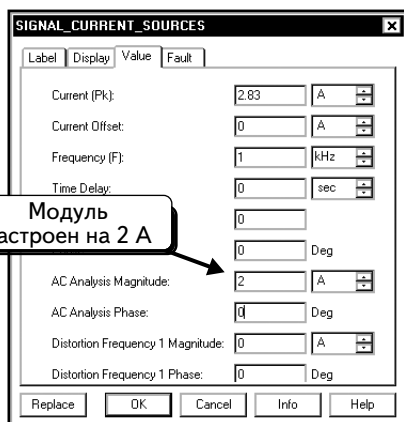 SIGNAL_CURRENT_SOURCES
Label Display Value Fault
Current (Pk): 2.83 A
Current Offset: 0 A
Frequency (F): 1 kHz
Time Delay: 0 sec
0
0 Deg
Модуль
астроен на 2 А
AC Analysis Magnitude: 2 A
AC Analysis Phase: 0 Deg
Distortion Frequency 1 Magnitude: 0 A
Distortion Frequency 1 Phase: 0 Deg
Replace OK Cancel Info Help